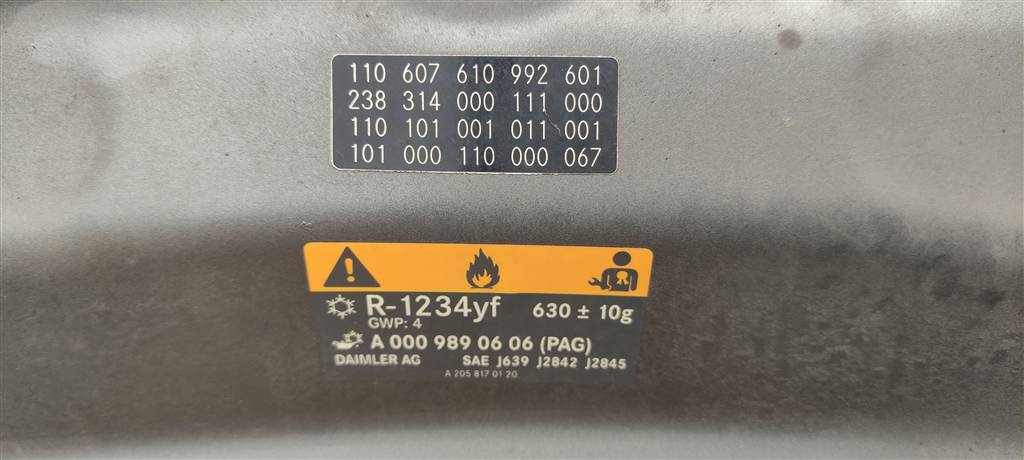 110 607 610 992 601
238 314 000 111 000
110 101 001 011 001
101 000 110 000 067
R-1234yf 630 ± 10g
GWP: 4
A 000 989 06 06 (PAG)
DAIMLER AG SAE J639 J2842 J2845
A 205 817 01 20